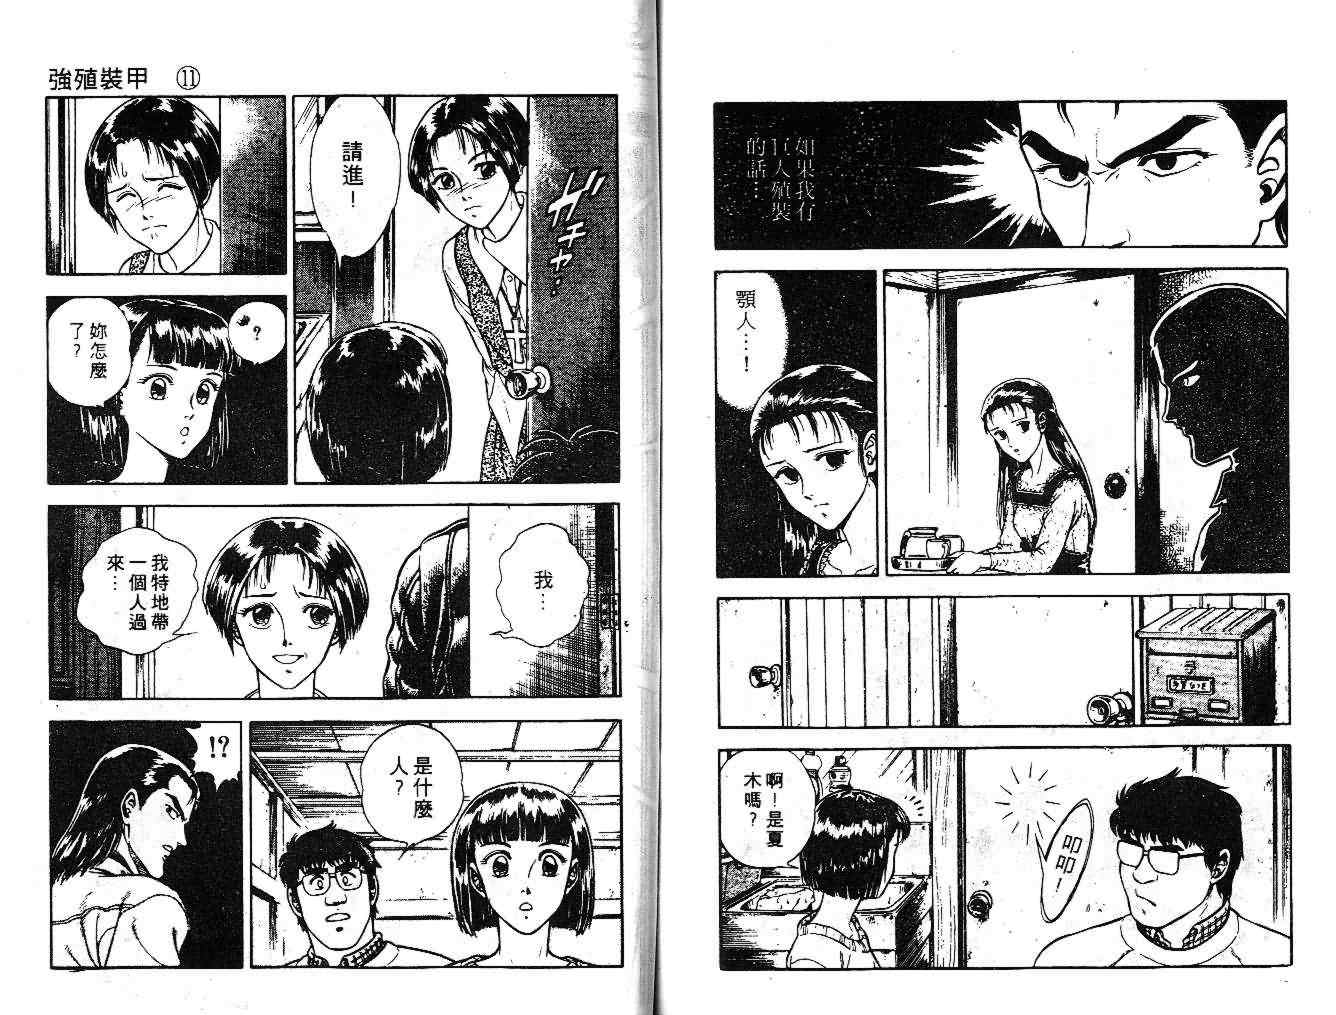 如果我有
巨人殖裝
的話…
顎人…！
叩
叩！
啊！是夏
木嗎？
強殖裝甲 ⑪
請進！
ガチャ…
？
妳怎麼
了？
我…
我特地帶
一個人過
來…
是什麼
人？
!?